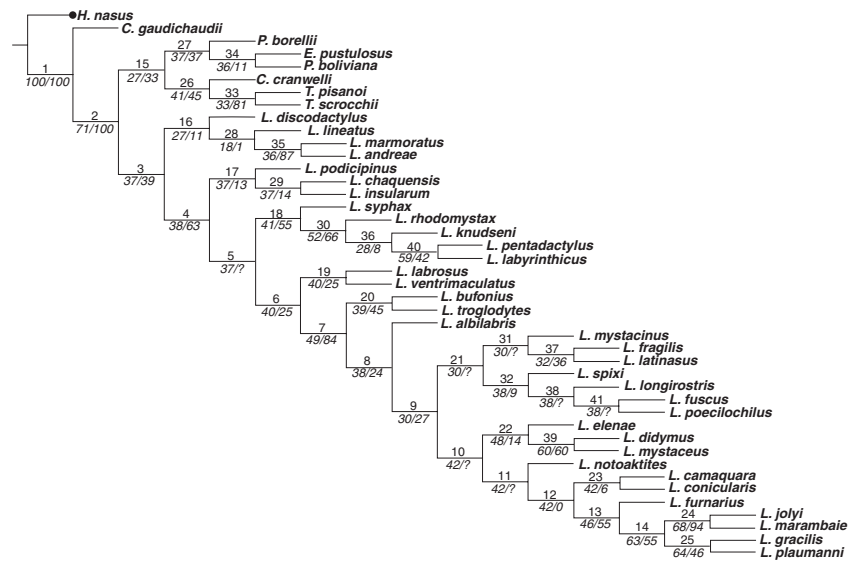 H. nasus
C. gaudichaudii
27 P. borellii
37/37 34 E. pustulosus
15 36/11 P. boliviana
1 27/33 26 C. cranwelli
100/100 41/45 33 T. pisanoi
33/81 T. scrocchii
2 16 L. discodactylus
71/100 27/11 28 L. lineatus
18/1 35 L. marmoratus
36/87 L. andreae
3 17 L. podicipinus
37/39 37/13 29 L. chaquensis
37/14 L. insularum
4 18 L. syphax
38/63 41/55 30 L. rhodomystax
52/66 36 L. knudseni
28/8 40 L. pentadactylus
5 59/42 L. labyrinthicus
37/? 19 L. labrosus
40/25 L. ventrimaculatus
6 20 L. bufonius
40/25 39/45 L. troglodytes
7 L. albilabris
49/84 31 L. mystacinus
30/? 37 L. fragilis
8 21 32/36 L. latinasus
38/24 30/? 32 L. spixi
38/9 38 L. longirostris
38/? 41 L. fuscus
9 38/? L. poecilochilus
30/27 22 L. elenae
48/14 39 L. didymus
10 60/60 L. mystaceus
42/? 11 L. notoaktites
42/? 23 L. camaquara
12 42/6 L. conicularis
42/0 13 L. furnarius
46/55 24 L. jolyi
14 68/94 L. marambaie
63/55 25 L. gracilis
64/46 L. plaumanni